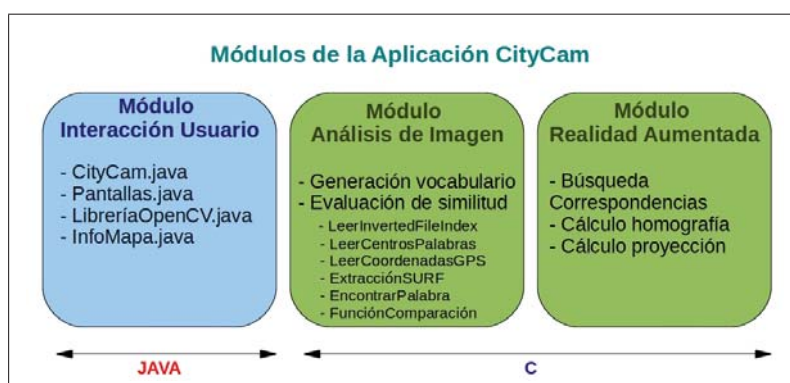 Módulos de la Aplicación CityCam
Módulo
Interacción Usuario
- CityCam.java
- Pantallas.java
- LibreríaOpenCV.java
- InfoMapa.java
Módulo
Análisis de Imagen
- Generación vocabulario
- Evaluación de similitud
- LeerInvertedFileIndex
- LeerCentrosPalabras
- LeerCoordenadasGPS
- ExtracciónSURF
- EncontrarPalabra
- FunciónComparación
Módulo
Realidad Aumentada
- Búsqueda
Correspondencias
- Cálculo homografía
- Cálculo proyección
JAVA
C